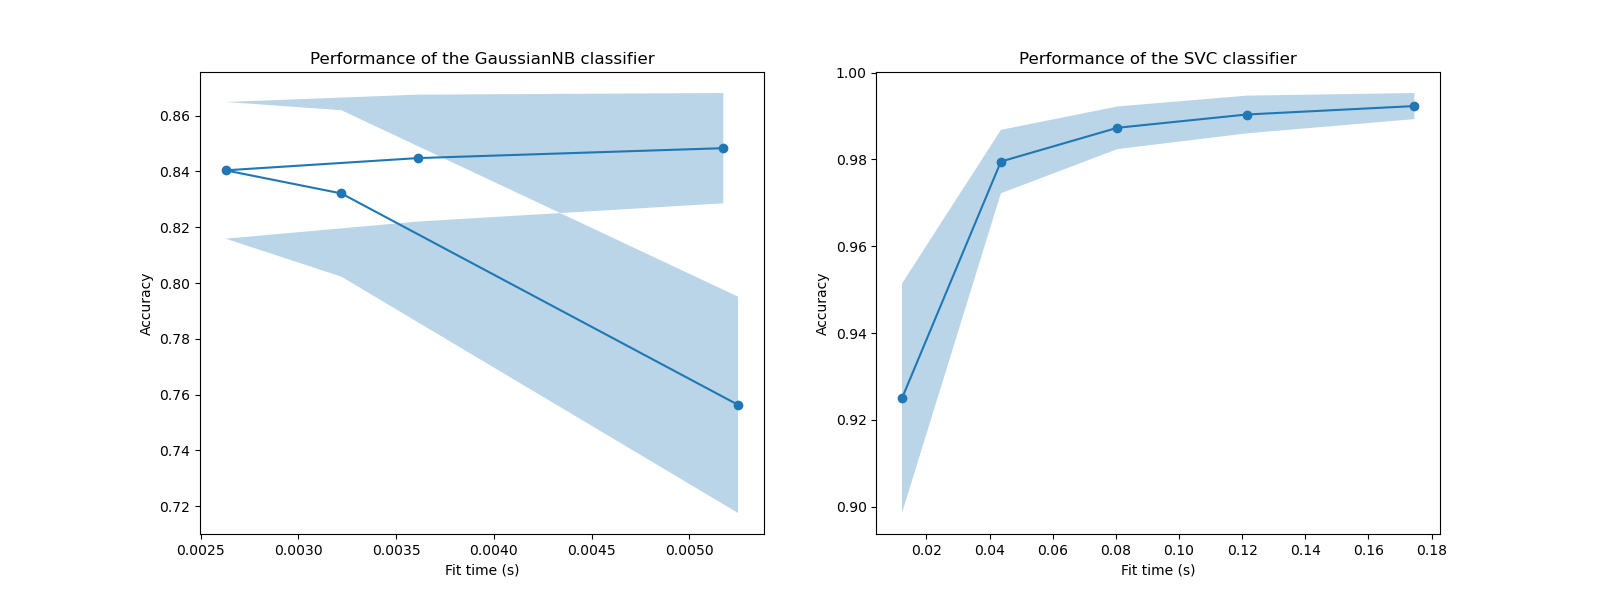 Performance of the GaussianNB classifier
Accuracy
0.86
0.84
0.82
0.80
0.78
0.76
0.74
0.72
0.0025 0.0030 0.0035 0.0040 0.0045 0.0050
Fit time (s)
Performance of the SVC classifier
Accuracy
1.00
0.98
0.96
0.94
0.92
0.90
0.02 0.04 0.06 0.08 0.10 0.12 0.14 0.16 0.18
Fit time (s)